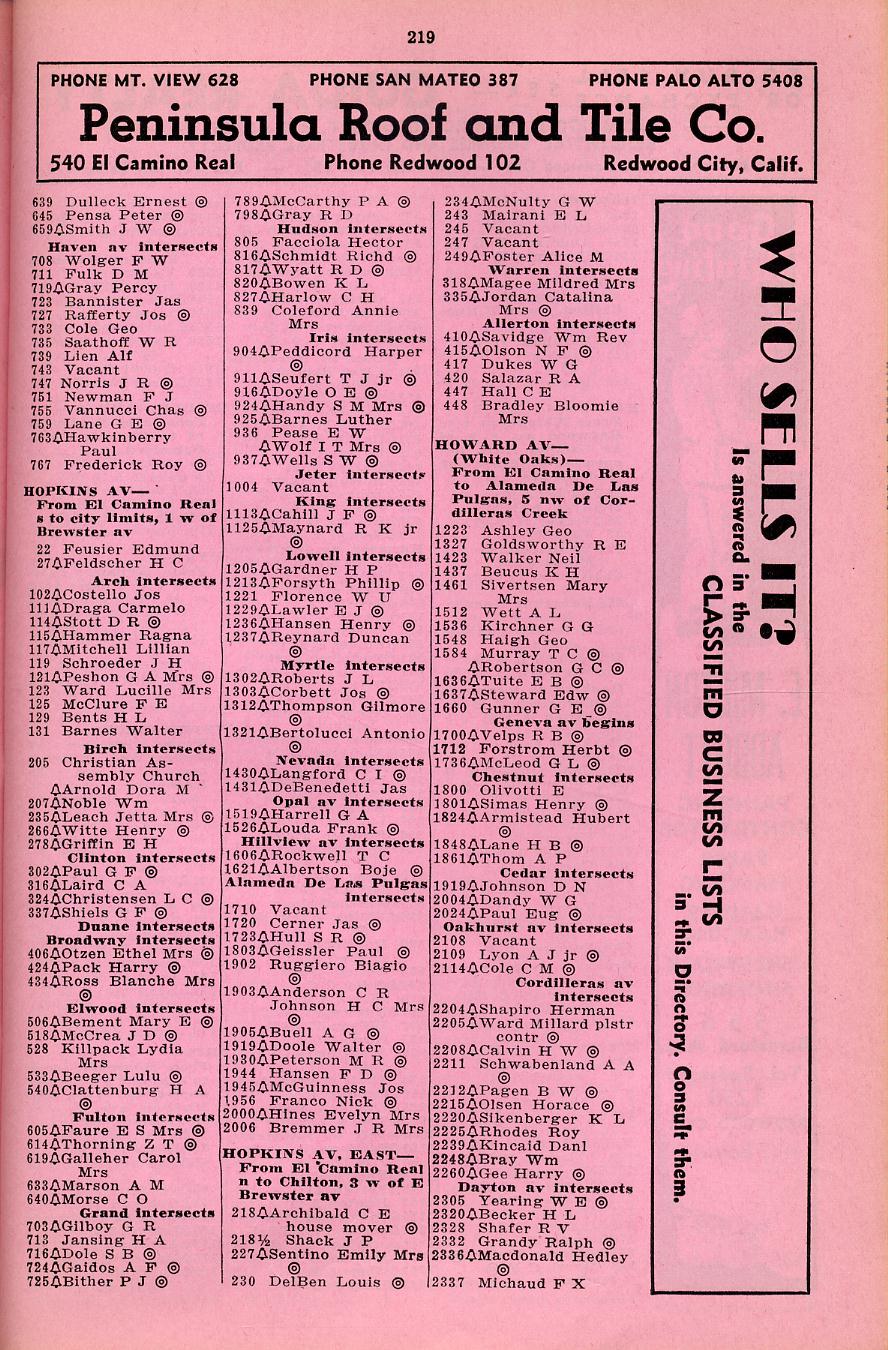 219
PHONE MT. VIEW 628 PHONE SAN MATEO 387 PHONE PALO ALTO 5408
Peninsula Roof and Tile Co.
540 El Camino Real Phone Redwood 102 Redwood City, Calif.
639 Dulleck Ernest ◎
645 Pensa Peter ◎
659△Smith J W ◎
Haven av intersects
708 Wolger F W
711 Fulk D M
719△Gray Percy
723 Bannister Jas
727 Rafferty Jos ◎
733 Cole Geo
735 Saathoff W R
739 Lien Alf
743 Vacant
747 Norris J R ◎
751 Newman F J
755 Vannucci Chas ◎
759 Lane G E ◎
763△Hawkinberry
Paul
767 Frederick Roy ◎
HOPKINS AV—
From El Camino Real
s to city limits, 1 w of
Brewster av
22 Feusier Edmund
27△Feldscher H C
Arch intersects
102△Costello Jos
111△Draga Carmelo
114△Stott D R ◎
115△Hammer Ragna
117△Mitchell Lillian
119 Schroeder J H
121△Peshon G A Mrs ◎
123 Ward Lucille Mrs
125 McClure F E
129 Bents H L
131 Barnes Walter
Birch intersects
205 Christian As-
sembly Church
△Arnold Dora M
207△Noble Wm
235△Leach Jetta Mrs ◎
266△Witte Henry ◎
278△Griffin E H
Clinton intersects
302△Paul G F ◎
316△Laird C A
324△Christensen L C ◎
337△Shiels G F ◎
Duane intersects
Broadway intersects
406△Otzen Ethel Mrs ◎
424△Pack Harry ◎
434△Ross Blanche Mrs
◎
Elwood intersects
506△Bement Mary E ◎
518△McCrea J D ◎
528 Killpack Lydia
Mrs
533△Beeger Lulu ◎
540△Clattenburg H A
◎
Fulton intersects
605△Faure E S Mrs ◎
614△Thorning Z T ◎
619△Galleher Carol
Mrs
633△Marson A M
640△Morse C O
Grand intersects
703△Gilboy G R
713 Jansing H A
716△Dole S B ◎
724△Gaidos A F ◎
725△Bither P J ◎
789△McCarthy P A ◎
798△Gray R D
Hudson intersects
805 Facciola Hector
816△Schmidt Richd ◎
817△Wyatt R D ◎
820△Bowen K L
827△Harlow C H
839 Coleford Annie
Mrs
Iris intersects
904△Peddicord Harper
◎
911△Seufert T J jr ◎
916△Doyle O E ◎
924△Handy S M Mrs ◎
925△Barnes Luther
936 Pease E W
△Wolf I T Mrs ◎
937△Wells S W ◎
Jeter intersects
1004 Vacant
King intersects
1113△Cahill J F ◎
1125△Maynard R K jr
◎
Lowell intersects
1205△Gardner H P
1213△Forsyth Phillip ◎
1221 Florence W U
1229△Lawler E J ◎
1236△Hansen Henry ◎
1237△Reynard Duncan
◎
Myrtle intersects
1302△Roberts J L
1303△Corbett Jos ◎
1312△Thompson Gilmore
◎
1321△Bertolucci Antonio
◎
Nevada intersects
1430△Langford C I ◎
1431△DeBenedetti Jas
Opal av intersects
1519△Harrell G A
1526△Louda Frank ◎
Hillview av intersects
1606△Rockwell T C
1621△Albertson Boje ◎
Alameda De Las Pulgas
intersects
1710 Vacant
1720 Cerner Jas ◎
1723△Hull S R ◎
1803△Geissler Paul ◎
1902 Ruggiero Biagio
◎
1903△Anderson C R
Johnson H C Mrs
◎
1905△Buell A G ◎
1919△Doole Walter ◎
1930△Peterson M R ◎
1944 Hansen F D ◎
1945△McGuinness Jos
1956 Franco Nick ◎
2000△Hines Evelyn Mrs
2006 Bremmer J R Mrs
HOPKINS AV, EAST—
From El Camino Real
n to Chilton, 3 w of E
Brewster av
218△Archibald C E
house mover ◎
218½ Shack J P
227△Sentino Emily Mrs
◎
230 DelBen Louis ◎
234△McNulty G W
243 Mairani E L
245 Vacant
247 Vacant
249△Foster Alice M
Warren intersects
318△Magee Mildred Mrs
335△Jordan Catalina
Mrs ◎
Allerton intersects
410△Savidge Wm Rev
415△Olson N F ◎
417 Dukes W G
420 Salazar R A
447 Hall C E
448 Bradley Bloomie
Mrs
HOWARD AV—
(White Oaks)—
From El Camino Real
to Alameda De Las
Pulgas, 5 nw of Cor-
dilleras Creek
1223 Ashley Geo
1327 Goldsworthy R E
1423 Walker Neil
1437 Beucus K H
1461 Sivertsen Mary
Mrs
1512 Wett A L
1536 Kirchner G G
1548 Haigh Geo
1584 Murray T C ◎
△Robertson G C ◎
1636△Tuite E B ◎
1637△Steward Edw ◎
1660 Gunner G E ◎
Geneva av begins
1700△Velps R B ◎
1712 Forstrom Herbt ◎
1736△McLeod G L ◎
Chestnut intersects
1800 Olivotti E
1801△Simas Henry ◎
1824△Armistead Hubert
◎
1848△Lane H B ◎
1861△Thom A P
Cedar intersects
1919△Johnson D N
2004△Dandy W G
2024△Paul Eug ◎
Oakhurst av intersects
2108 Vacant
2109 Lyon A J jr ◎
2114△Cole C M ◎
Cordilleras av
intersects
2204△Shapiro Herman
2205△Ward Millard plstr
contr ◎
2208△Calvin H W ◎
2211 Schwabenland A A
◎
2212△Pagen B W ◎
2215△Olsen Horace ◎
2220△Sikenberger K L
2225△Rhodes Roy
2239△Kincaid Danl
2248△Bray Wm
2260△Gee Harry ◎
Dayton av intersects
2305 Yearing W E ◎
2320△Becker H L
2328 Shafer R V
2332 Grandy Ralph ◎
2336△Macdonald Hedley
◎
2337 Michaud F X
WHO SELLS IT?
Is answered in the
CLASSIFIED BUSINESS LISTS
in this Directory. Consult them.